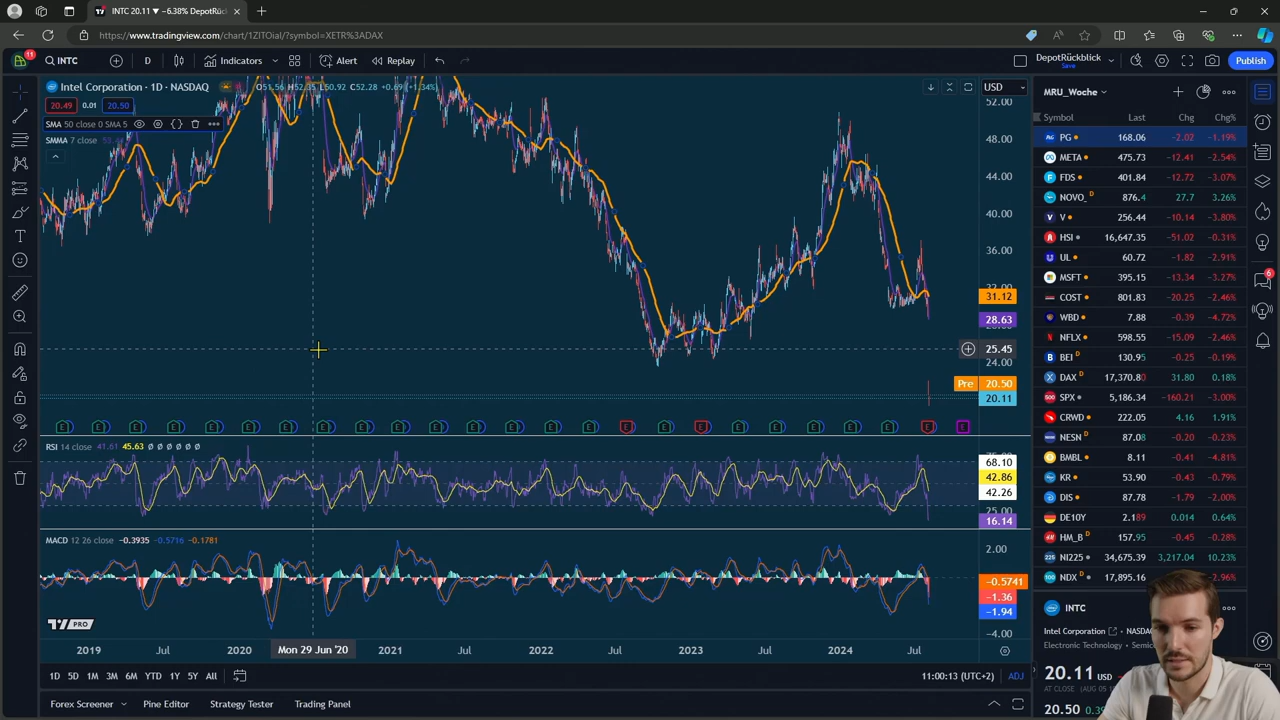 INTC 20.11 ▼ −6.38% DepotRüc
https://www.tradingview.com/chart/1ZITOial/?symbol=XETR%3ADAX
11
INTC
D
Indicators
Alert
Replay
DepotRückblick
Save
Publish
Intel Corporation · 1D · NASDAQ
O51.56 H52.15 L50.92 C52.28 +0.69 (+1.34%)
20.49 0.01 20.50
SMA 50 close 0 SMA 5
SMMA 7 close
USD
52.00
48.00
44.00
40.00
36.00
32.00
31.12
28.63
25.45
24.00
Pre 20.50
20.11
RSI 14 close 41.61 45.63 Ø Ø Ø Ø Ø Ø
68.10
42.86
42.26
25.00
16.14
MACD 12 26 close −0.3935 −0.5716 −0.1781
2.00
−0.5741
−1.36
−1.94
−4.00
TV PRO
2019 Jul 2020 Mon 29 Jun '20 2021 Jul 2022 Jul 2023 Jul 2024 Jul
1D 5D 1M 3M 6M YTD 1Y 5Y All
11:00:13 (UTC+2) ADJ
Forex Screener Pine Editor Strategy Tester Trading Panel
MRU_Woche
Symbol Last Chg Chg%
PG 168.06 −2.02 −1.19%
META 475.73 −12.41 −2.54%
FDS 401.84 −12.72 −3.07%
NOVO_ D 876.4 27.7 3.26%
V 256.44 −10.14 −3.80%
HSI 16,647.35 −51.02 −0.31%
UL 60.72 −1.82 −2.91%
MSFT 395.15 −13.34 −3.27%
COST 801.83 −20.25 −2.46%
WBD 7.88 −0.39 −4.72%
NFLX 598.55 −15.09 −2.46%
BEI D 130.95 −0.25 −0.19%
DAX D 17,370.80 31.80 0.18%
SPX 5,186.34 −160.21 −3.00%
CRWD 222.05 4.16 1.91%
NESN D 87.08 −0.20 −0.23%
BMBL 8.11 −0.41 −4.81%
KR 53.90 −0.43 −0.79%
DIS 87.78 −1.79 −2.00%
DE10Y 2.189 0.014 0.64%
HM_B D 157.95 −0.45 −0.28%
NI225 34,675.39 3,217.04 10.23%
NDX D 17,895.16 −2.96%
6
INTC
Intel Corporation • NASDAQ
Electronic Technology • Semico
20.11 USD
AT CLOSE (AUG 05
20.50